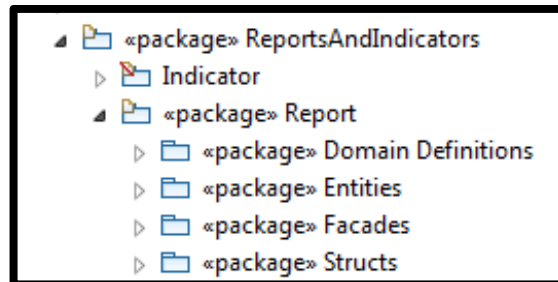 «package» ReportsAndIndicators
Indicator
«package» Report
«package» Domain Definitions
«package» Entities
«package» Facades
«package» Structs